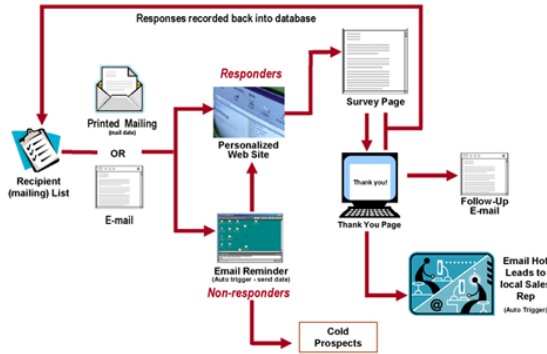 Responses recorded back into database
Responders
Printed Mailing
(mail date)
OR
E-mail
Recipient
(mailing) List
Personalized
Web Site
Survey Page
Thank you!
Thank You Page
Follow-Up
E-mail
Email Reminder
(Auto trigger - send date)
Non-responders
Cold
Prospects
@
Email Hot
Leads to
local Sales
Rep
(Auto Trigger)